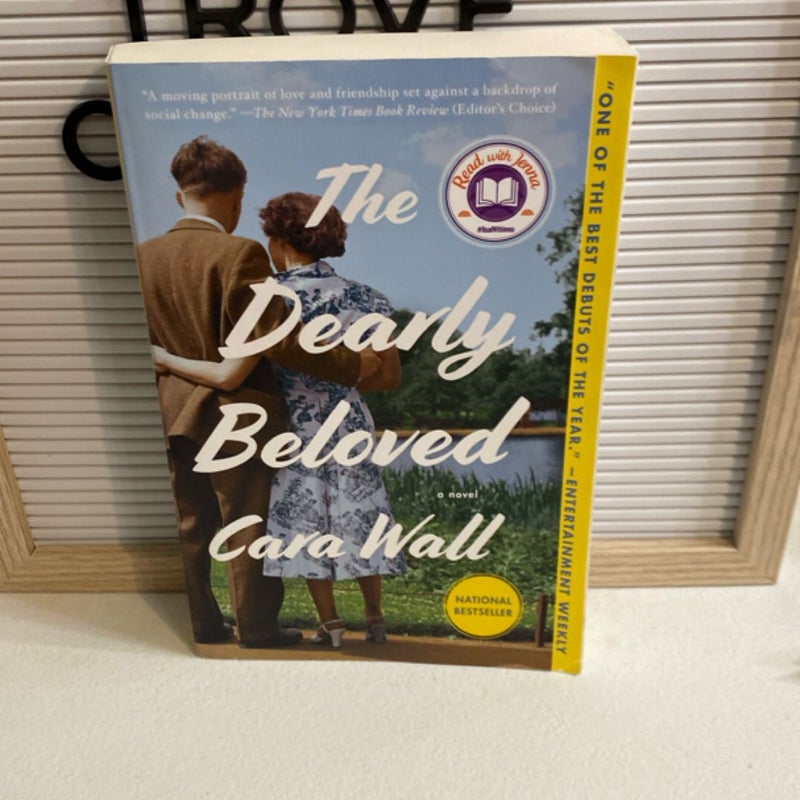 TROVE
"A moving portrait of love and friendship set against a backdrop of
social change." —The New York Times Book Review (Editor's Choice)
Read with Jenna
#ReadWithJenna
The
Dearly
Beloved
a novel
Cara Wall
NATIONAL
BESTSELLER
"ONE OF THE BEST DEBUTS OF THE YEAR." —ENTERTAINMENT WEEKLY